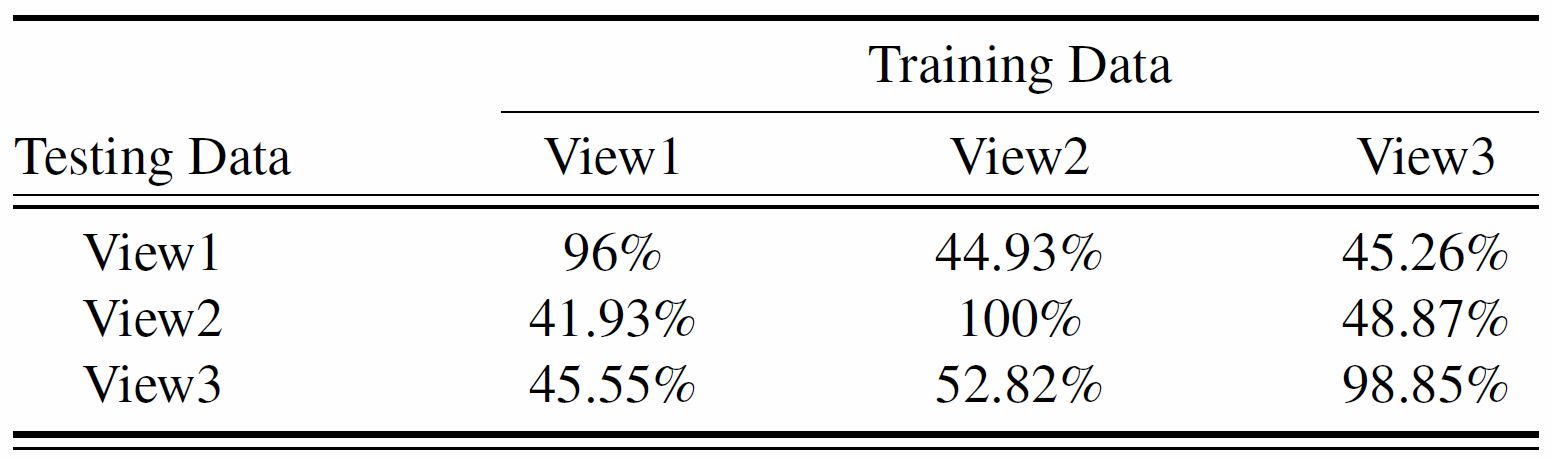 Training Data
Testing Data View1 View2 View3
View1 96% 44.93% 45.26%
View2 41.93% 100% 48.87%
View3 45.55% 52.82% 98.85%